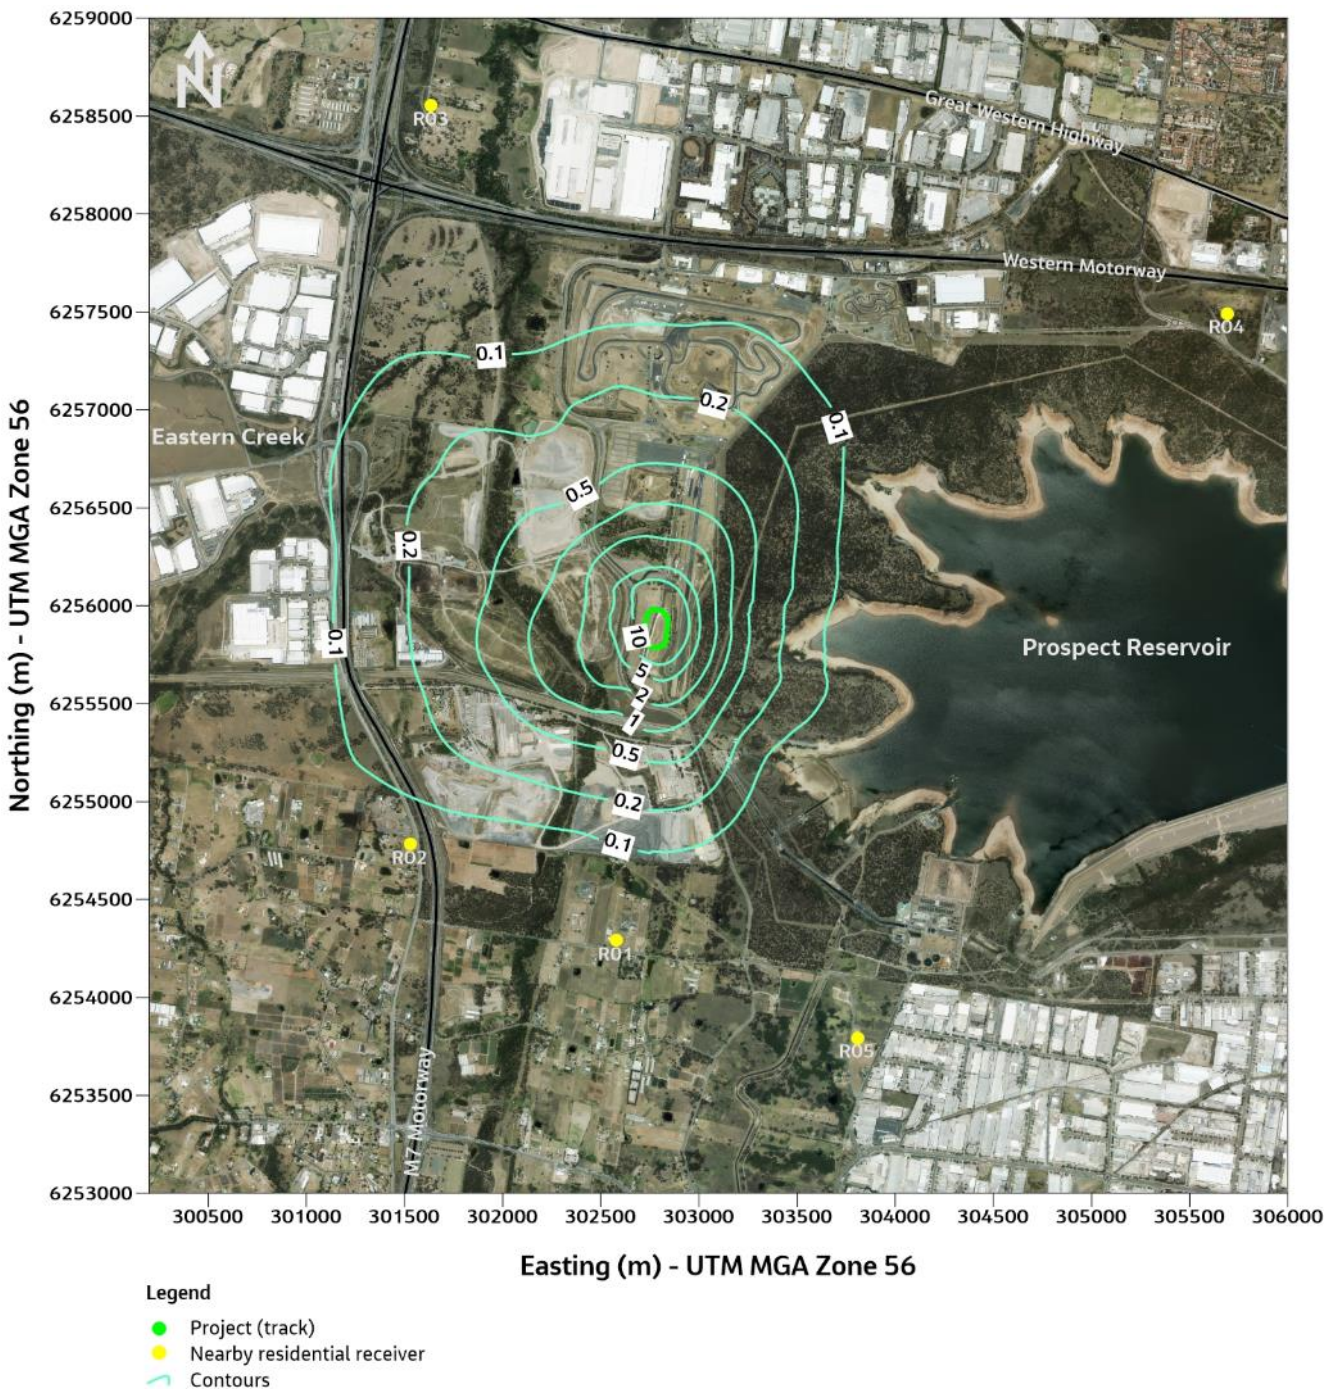 6259000
N
R03
6258500
Great Western Highway
6258000
Western Motorway
6257500
R04
0.1
0.2
0.1
6257000
Eastern Creek
0.5
6256500
0.2
6256000
10
0.1
Prospect Reservoir
5
2
6255500
1
0.5
6255000
0.2
0.1
R02
6254500
R01
6254000
R05
6253500
M7 Motorway
6253000
Northing (m) - UTM MGA Zone 56
300500 301000 301500 302000 302500 303000 303500 304000 304500 305000 305500 306000
Easting (m) - UTM MGA Zone 56
Legend
Project (track)
Nearby residential receiver
Contours